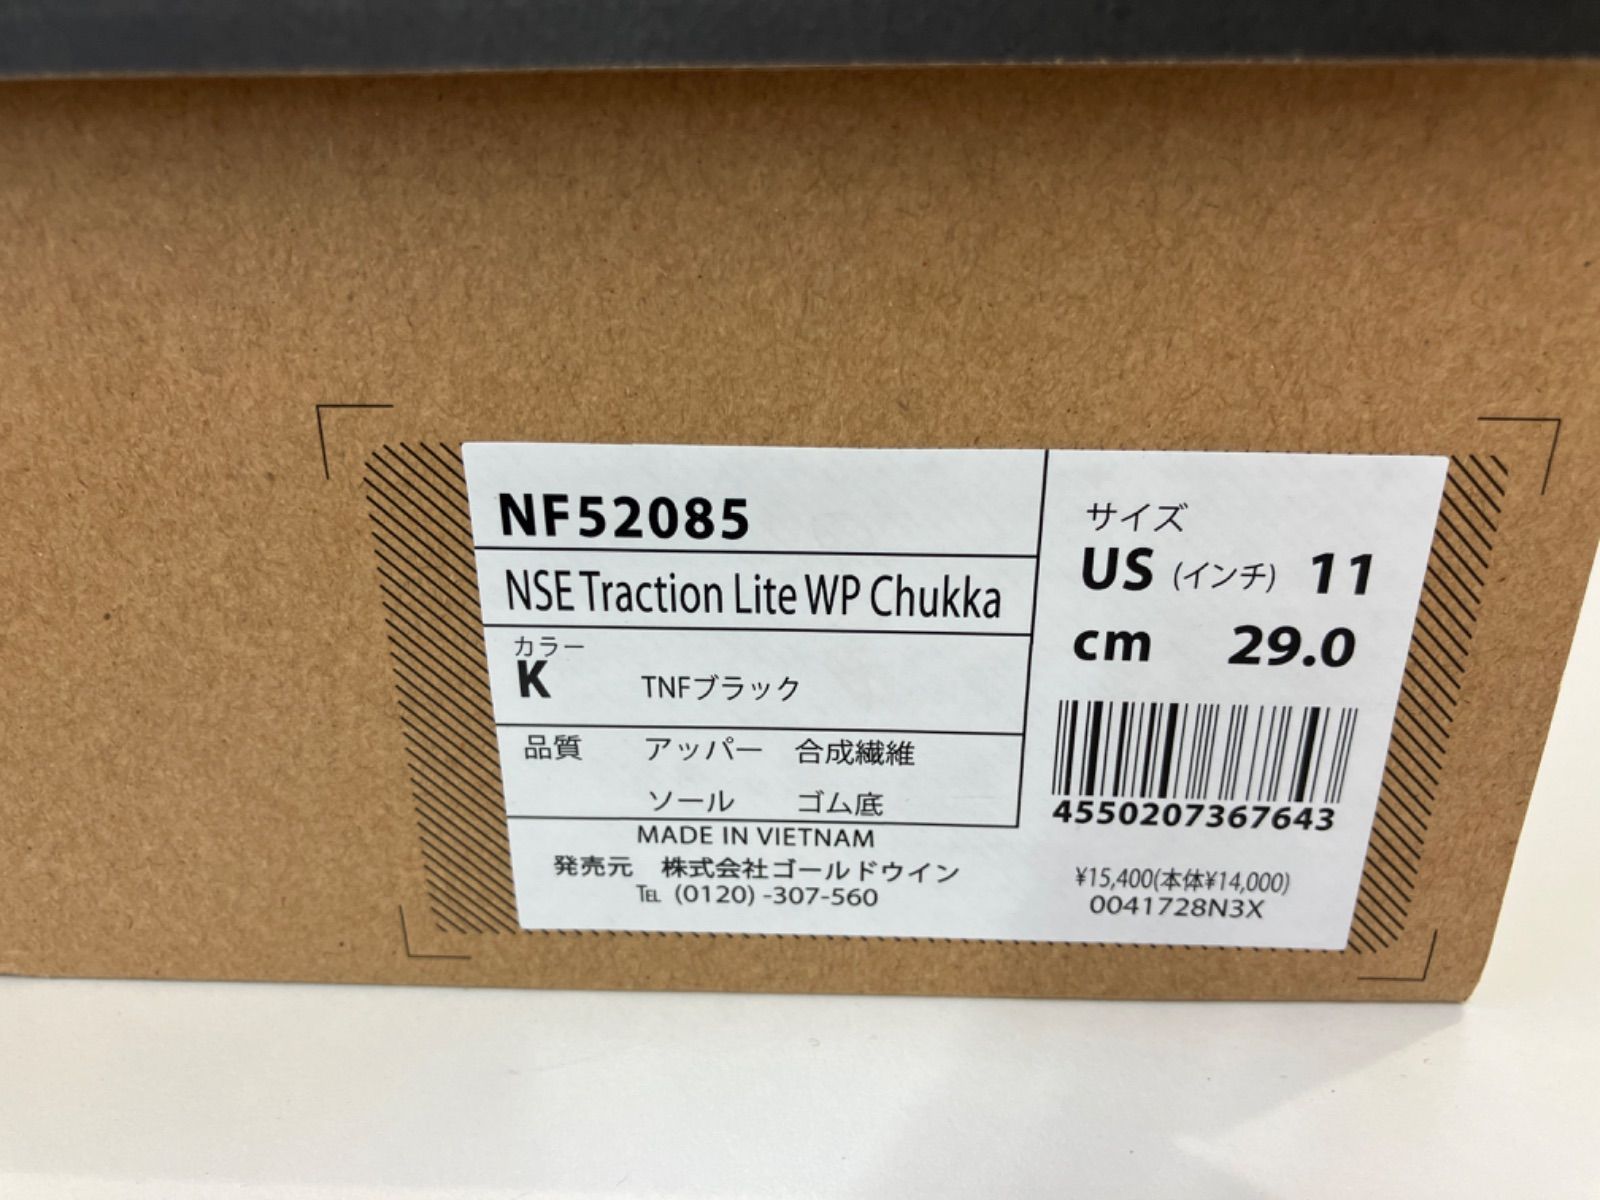 NF52085
NSE Traction Lite WP Chukka
カラー
K TNFブラック
品質 アッパー 合成繊維
ソール ゴム底
MADE IN VIETNAM
発売元 株式会社ゴールドウイン
TEL (0120) -307-560
サイズ
US (インチ) 11
cm 29.0
4550207367643
¥15,400(本体¥14,000)
0041728N3X